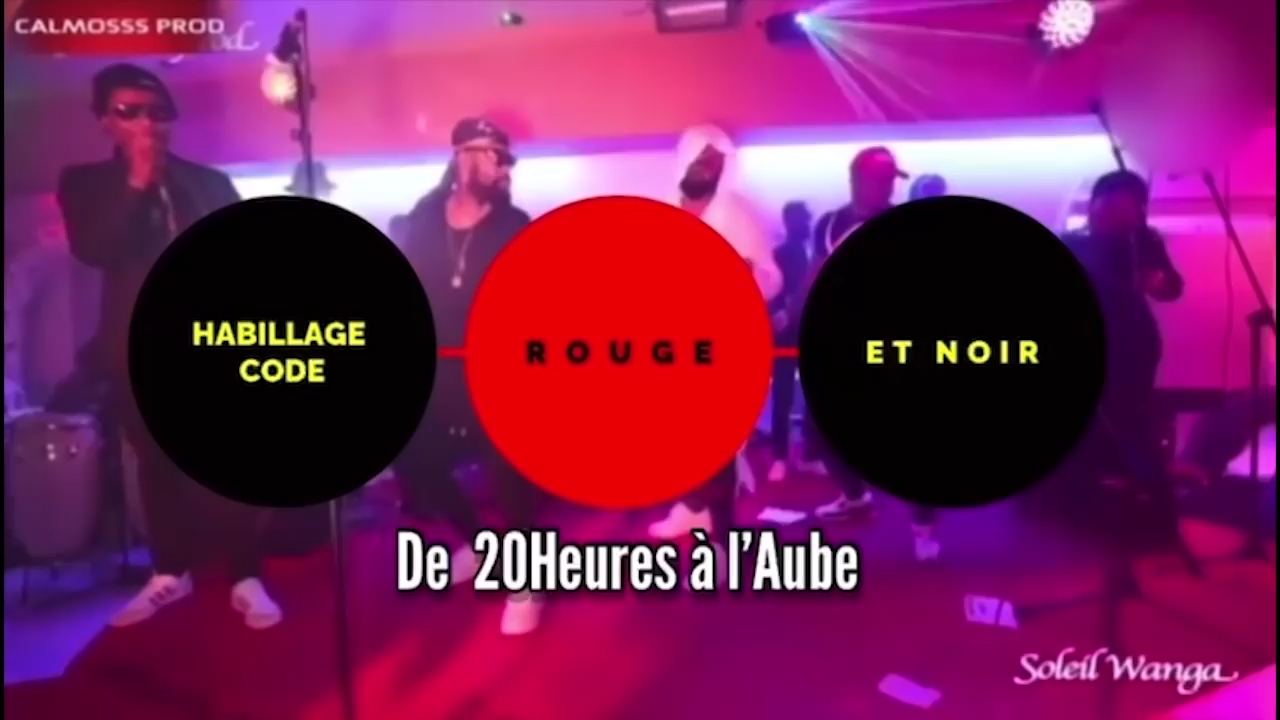 CALMOSSS PROD
HABILLAGE
CODE
ROUGE
ET NOIR
De 20Heures à l'Aube
Soleil Wanga